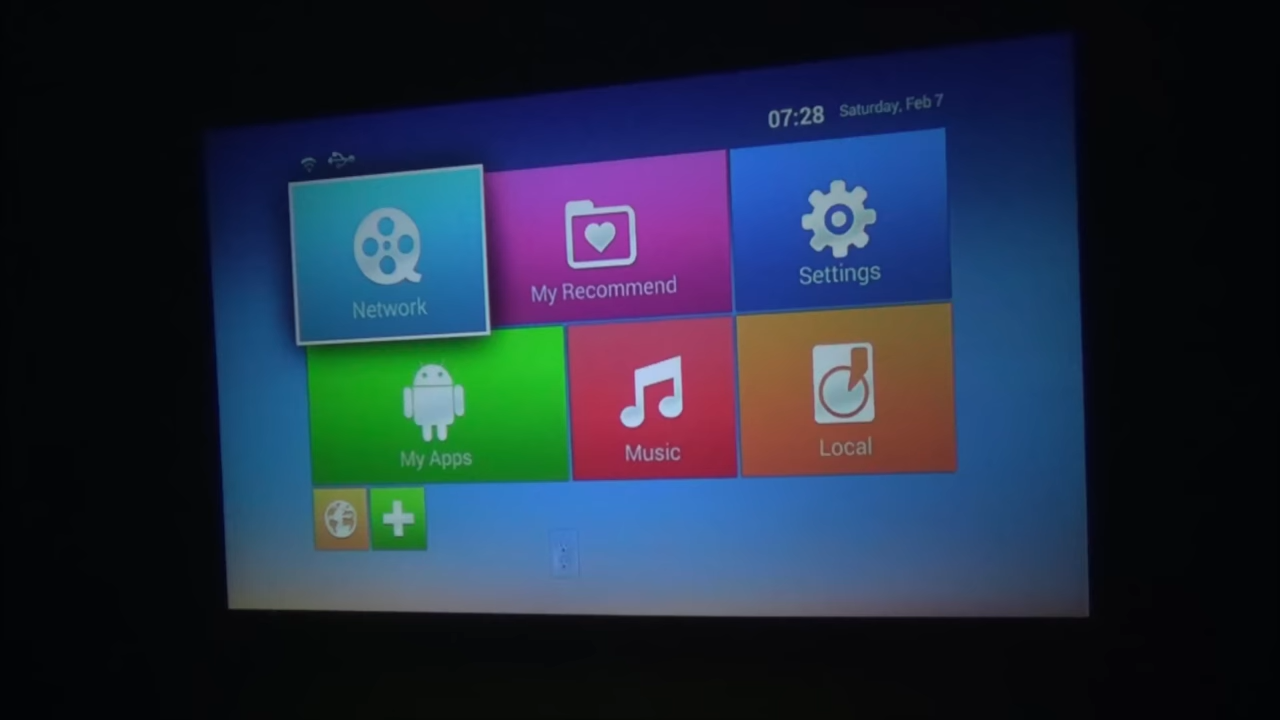 07:28 Saturday, Feb 7
Network
My Recommend
Settings
My Apps
Music
Local